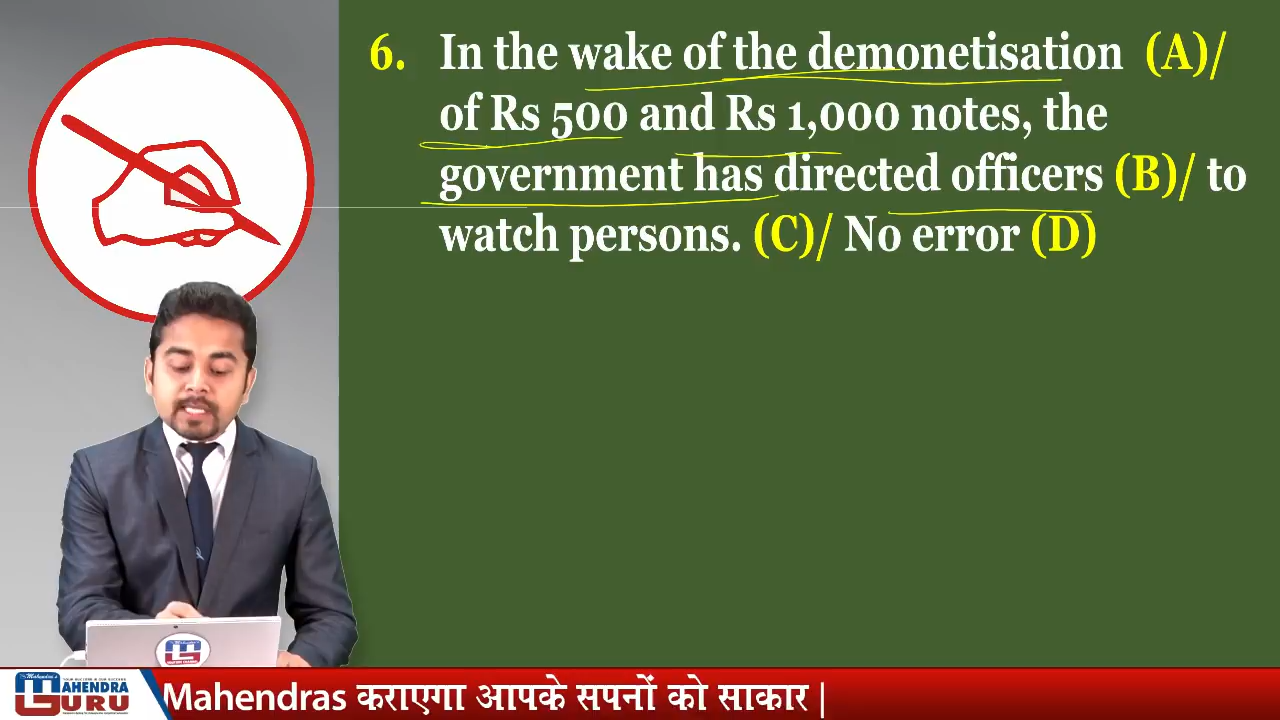 6. In the wake of the demonetisation (A)/
of Rs 500 and Rs 1,000 notes, the
government has directed officers (B)/ to
watch persons. (C)/ No error (D)
Mahendra's
MAHENDRA
GURU
Mahendras कराएगा आपके सपनों को साकार |